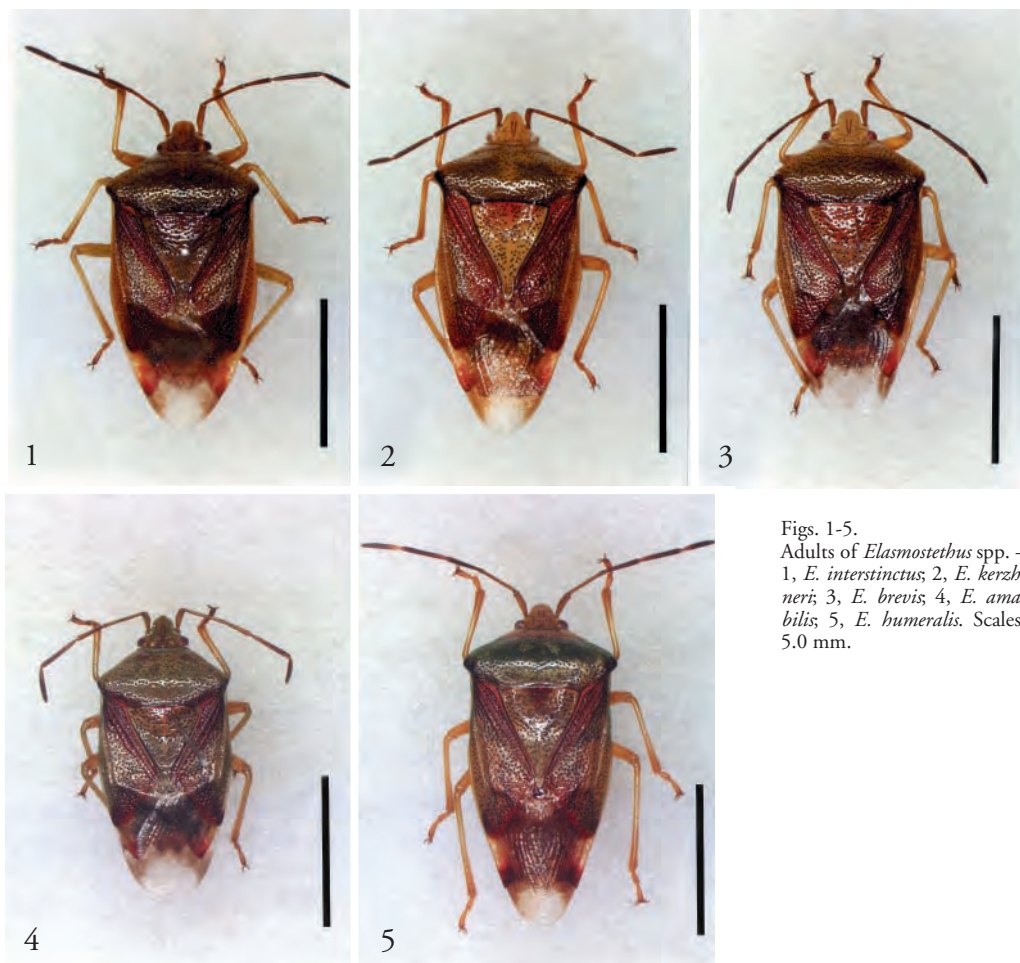 1
2
3
4
5
Figs. 1-5.
Adults of Elasmostethus spp. –
1, E. interstinctus; 2, E. kerzh
neri; 3, E. brevis; 4, E. ama
bilis; 5, E. humeralis. Scales
5.0 mm.